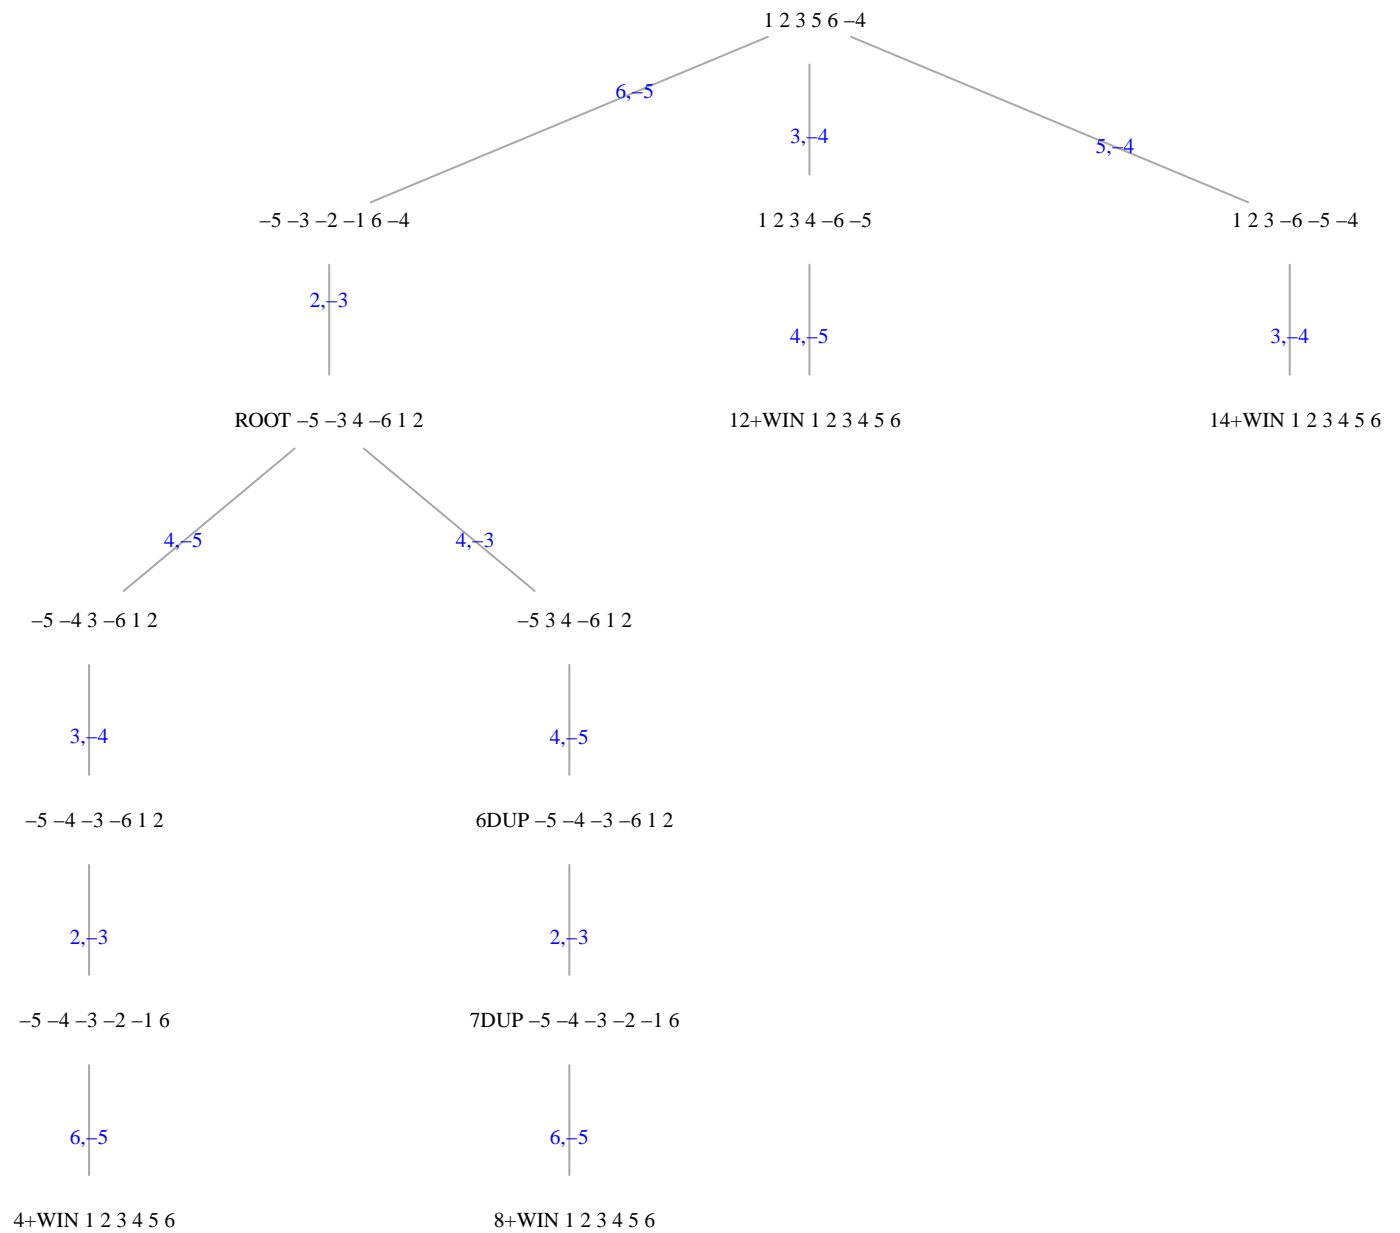 1 2 3 5 6 –4
6,–5
3,–4
5,–4
–5 –3 –2 –1 6 –4
1 2 3 4 –6 –5
1 2 3 –6 –5 –4
2,–3
4,–5
3,–4
ROOT –5 –3 4 –6 1 2
12+WIN 1 2 3 4 5 6
14+WIN 1 2 3 4 5 6
4,–5
4,–3
–5 –4 3 –6 1 2
–5 3 4 –6 1 2
3,–4
4,–5
–5 –4 –3 –6 1 2
6DUP –5 –4 –3 –6 1 2
2,–3
2,–3
–5 –4 –3 –2 –1 6
7DUP –5 –4 –3 –2 –1 6
6,–5
6,–5
4+WIN 1 2 3 4 5 6
8+WIN 1 2 3 4 5 6